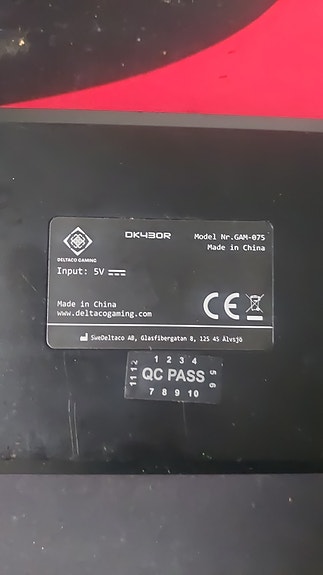 DK430R
Model Nr.GAM-075
Made in China
DELTACO GAMING
Input: 5V
Made in China
www.deltacogaming.com
CE
SweDeltaco AB, Glasfibergatan 8, 125 45 Älvsjö
1 2 3 4
11 12
QC PASS
5 6
7 8 9 10